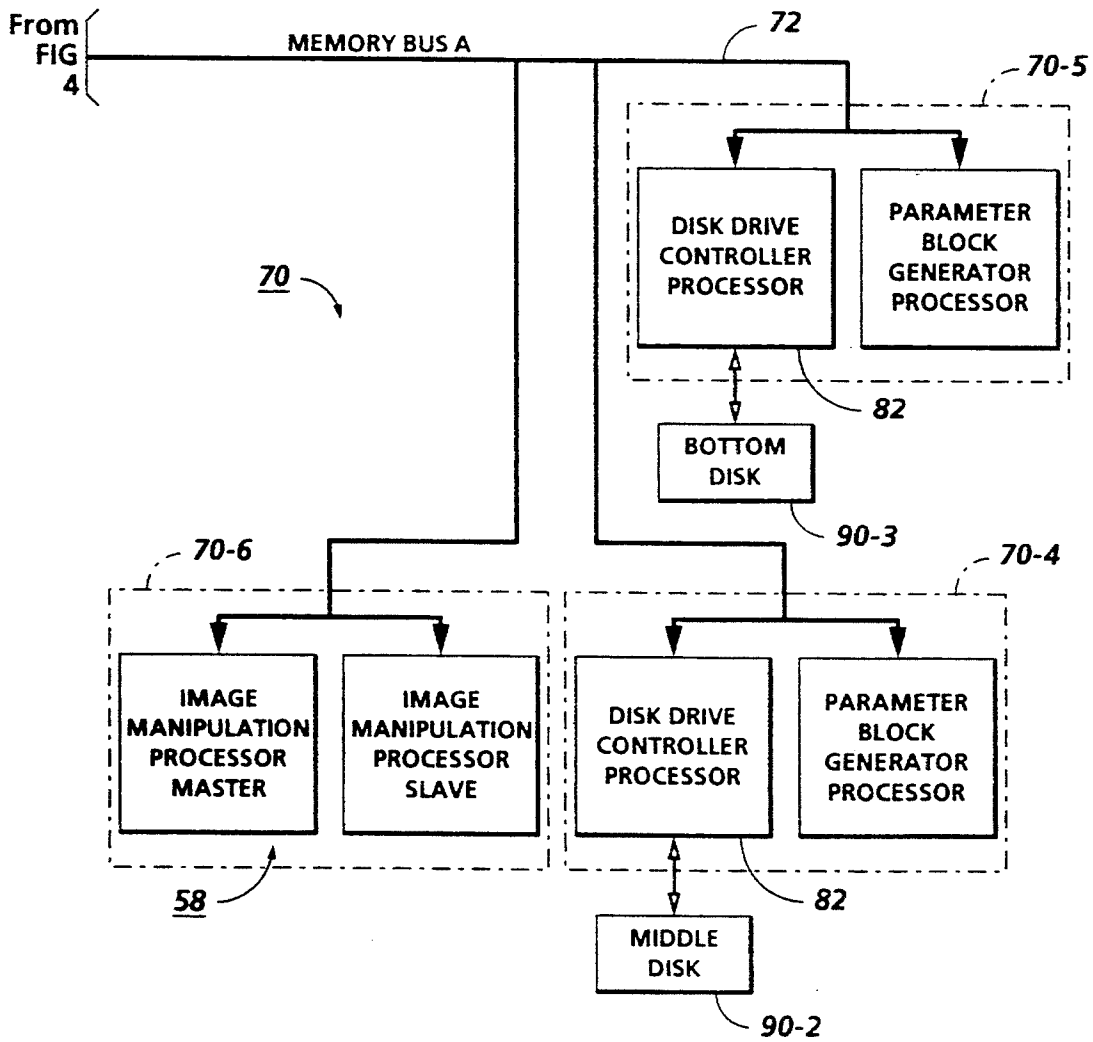 From
FIG
4
MEMORY BUS A
72
70-5
DISK DRIVE
CONTROLLER
PROCESSOR
PARAMETER
BLOCK
GENERATOR
PROCESSOR
70
82
BOTTOM
DISK
90-3
70-6
70-4
IMAGE
MANIPULATION
PROCESSOR
MASTER
IMAGE
MANIPULATION
PROCESSOR
SLAVE
DISK DRIVE
CONTROLLER
PROCESSOR
PARAMETER
BLOCK
GENERATOR
PROCESSOR
58
82
MIDDLE
DISK
90-2